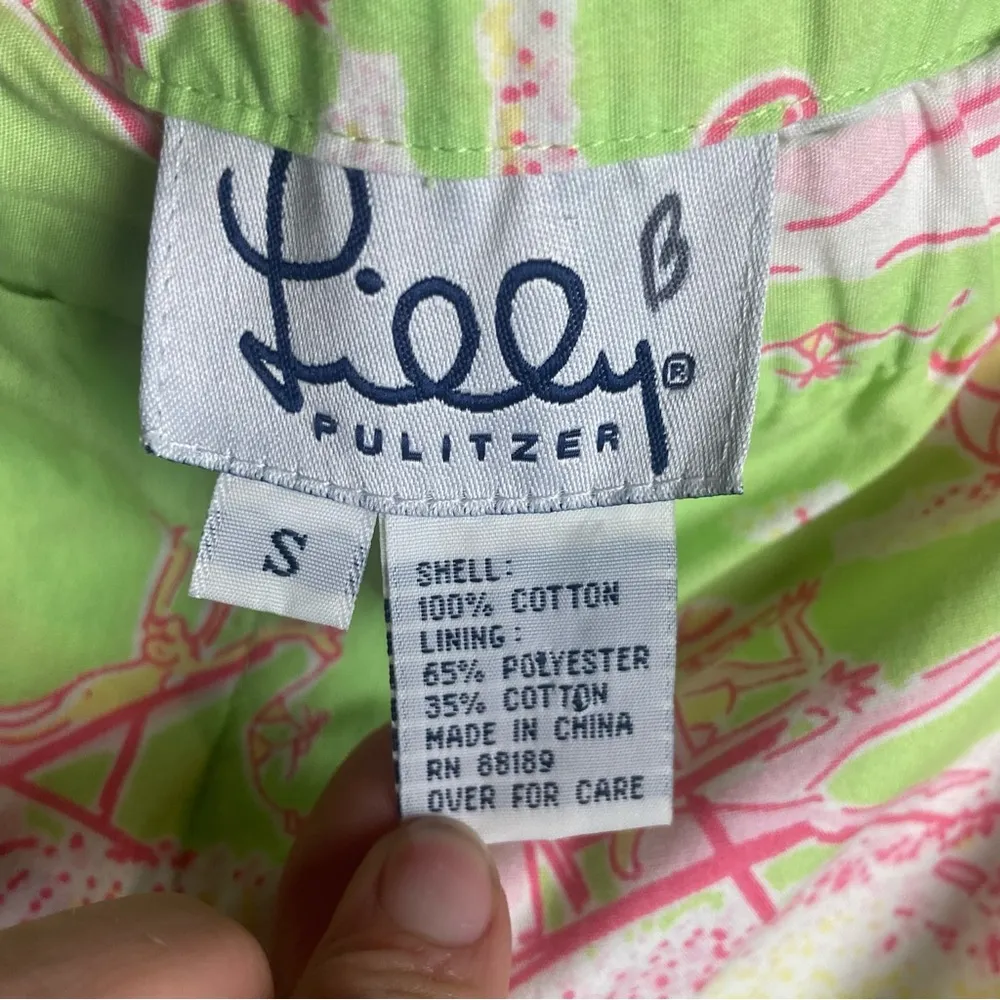 Lilly®
PULITZER
B
S
SHELL:
100% COTTON
LINING:
65% POLYESTER
35% COTTON
MADE IN CHINA
RN 88189
OVER FOR CARE